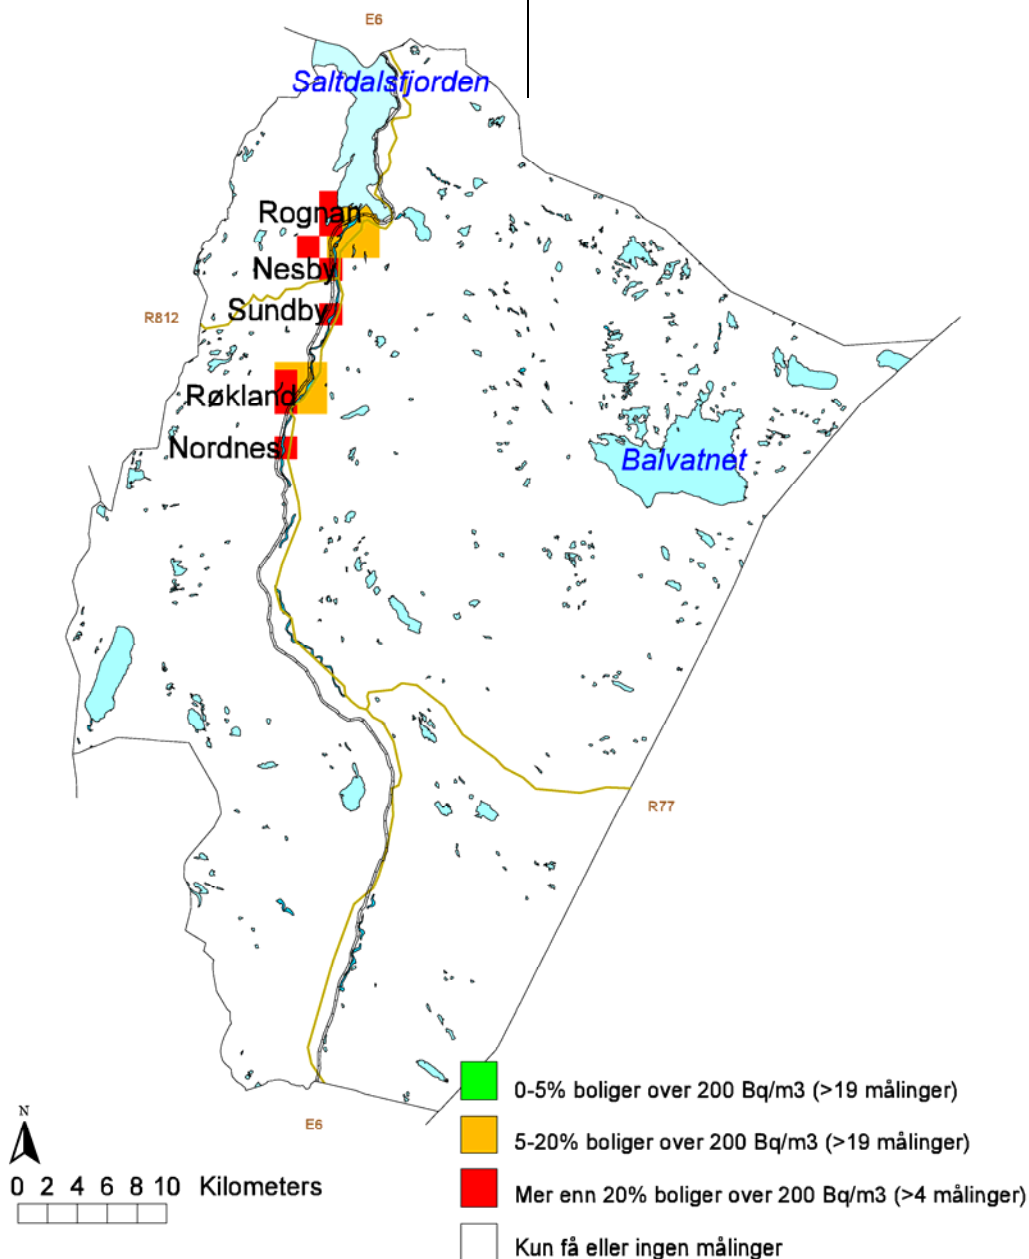 E6
Saltdalsfjorden
Rognan
Nesby
R812
Sundby
Røkland
Nordnes
Balvatnet
R77
E6
N
0 2 4 6 8 10 Kilometers
0-5% boliger over 200 Bq/m3 (>19 målinger)
5-20% boliger over 200 Bq/m3 (>19 målinger)
Mer enn 20% boliger over 200 Bq/m3 (>4 målinger)
Kun få eller ingen målinger